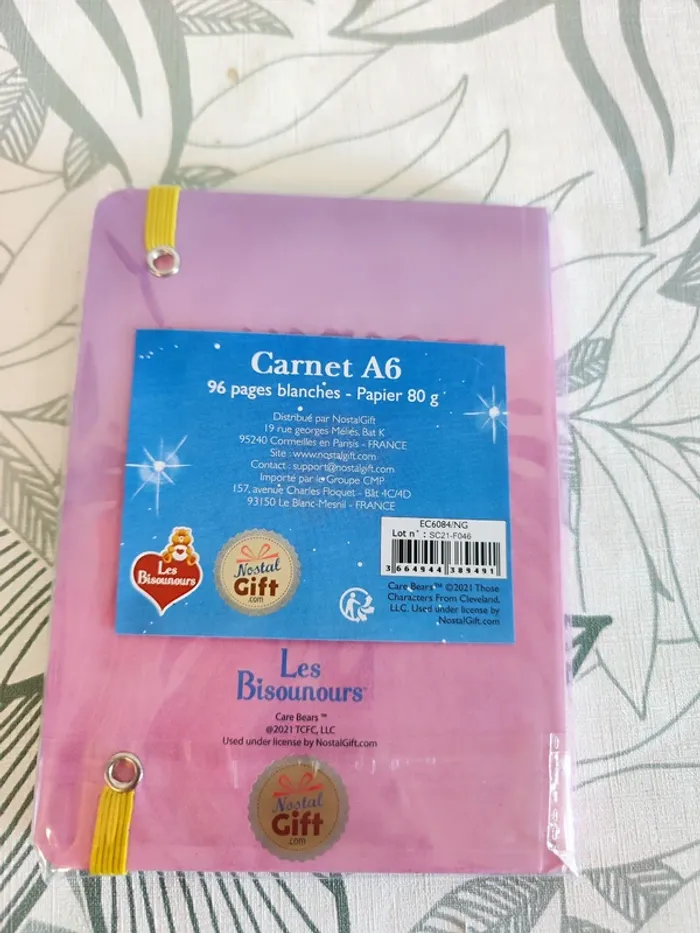 Carnet A6
96 pages blanches - Papier 80 g
Distribué par NostalGift
19 rue georges Méliès, Bat K
95240 Cormeilles en Parisis - FRANCE
Site : www.nostalgift.com
Contact : support@nostalgift.com
Importé par le Groupe CMP
157, avenue Charles Floquet - Bât 4C/4D
93150 Le Blanc-Mesnil - FRANCE
EC6084/NG
Lot n° : SC21-F046
3 664944 389491
Les
Bisounours
Nostal
Gift
.com
Care Bears™ ©2021 Those
Characters From Cleveland,
LLC. Used under license by
NostalGift.com
Les
Bisounours™
Care Bears ™
©2021 TCFC, LLC
Used under license by NostalGift.com
Nostal
Gift
.com